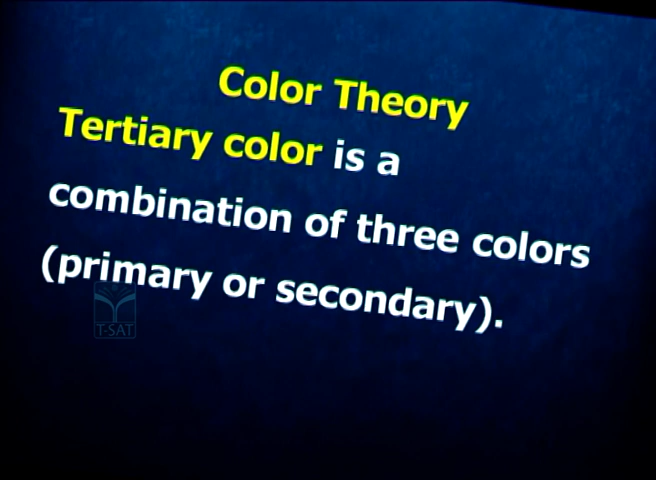 Color Theory
Tertiary color is a
combination of three colors
(primary or secondary).
T-SAT